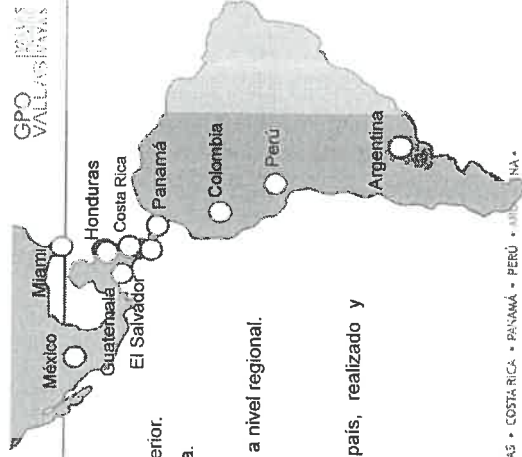 GPO
VALLAS
Miami
México
Honduras
Guatemala
Costa Rica
El Salvador
Panamá
Colombia
Perú
Argentina
erior.
a.
a nivel regional.
país, realizado y
AS • COSTA RICA • PANAMÁ • PERÚ •